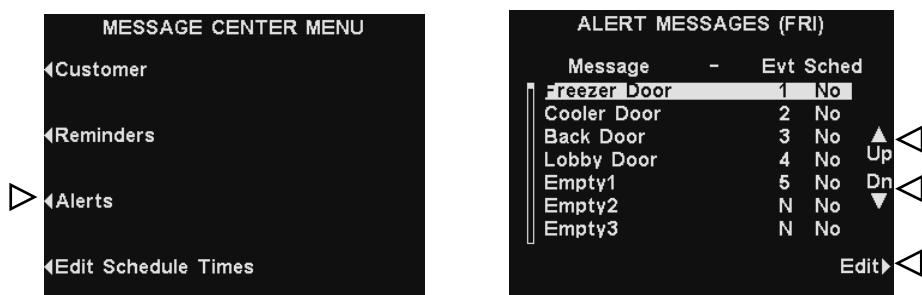 MESSAGE CENTER MENU
Customer
Reminders
Alerts
Edit Schedule Times
ALERT MESSAGES (FRI)
Message - Evt Sched
Freezer Door 1 No
Cooler Door 2 No
Back Door 3 No
Lobby Door 4 No
Up
Empty1 5 No
Dn
Empty2 N No
Empty3 N No
Edit